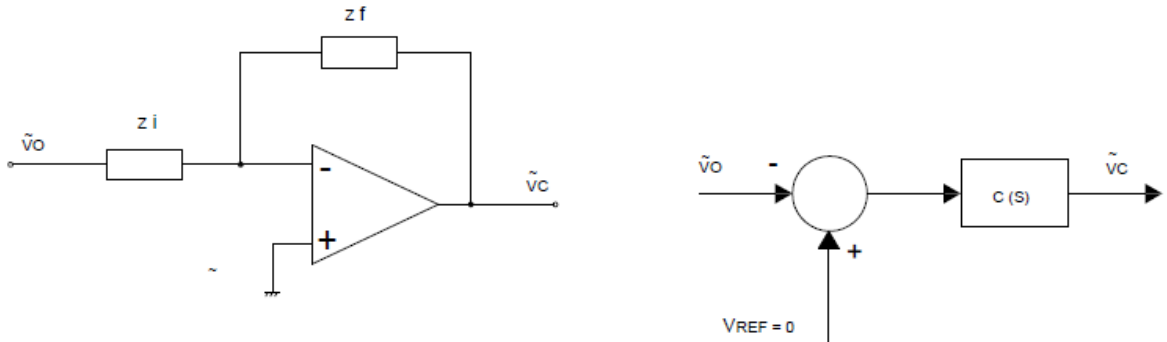 z f
z i
ṽO
-
+
~
ṽC
ṽO
-
+
C (S)
ṽC
VREF = 0